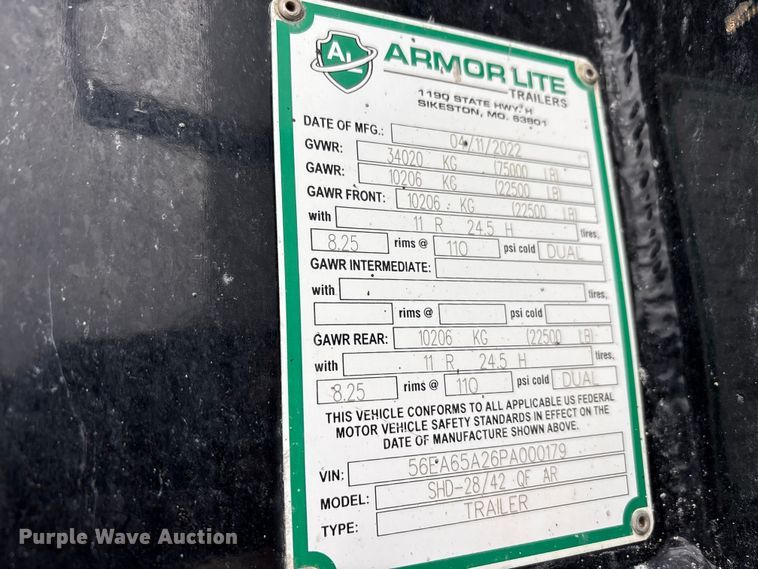 AL
ARMOR LITE
TRAILERS
1190 STATE HWY. H
SIKESTON, MO. 63801
DATE OF MFG.: 04/11/2022
GVWR: 34020 KG (75000 LB)
GAWR: 10206 KG (22500 LB)
GAWR FRONT: 10206 KG (22500 LB)
with 11 R 24.5 H tires,
8.25 rims @ 110 psi cold DUAL
GAWR INTERMEDIATE:
with tires,
rims @ psi cold
GAWR REAR: 10206 KG (22500 LB)
with 11 R 24.5 H tires,
8.25 rims @ 110 psi cold DUAL
THIS VEHICLE CONFORMS TO ALL APPLICABLE US FEDERAL
MOTOR VEHICLE SAFETY STANDARDS IN EFFECT ON THE
DATE OF MANUFACTURE SHOWN ABOVE.
VIN: 56EA65A26PA000179
MODEL: SHD-28/42 QF AR
TYPE: TRAILER
Purple Wave Auction